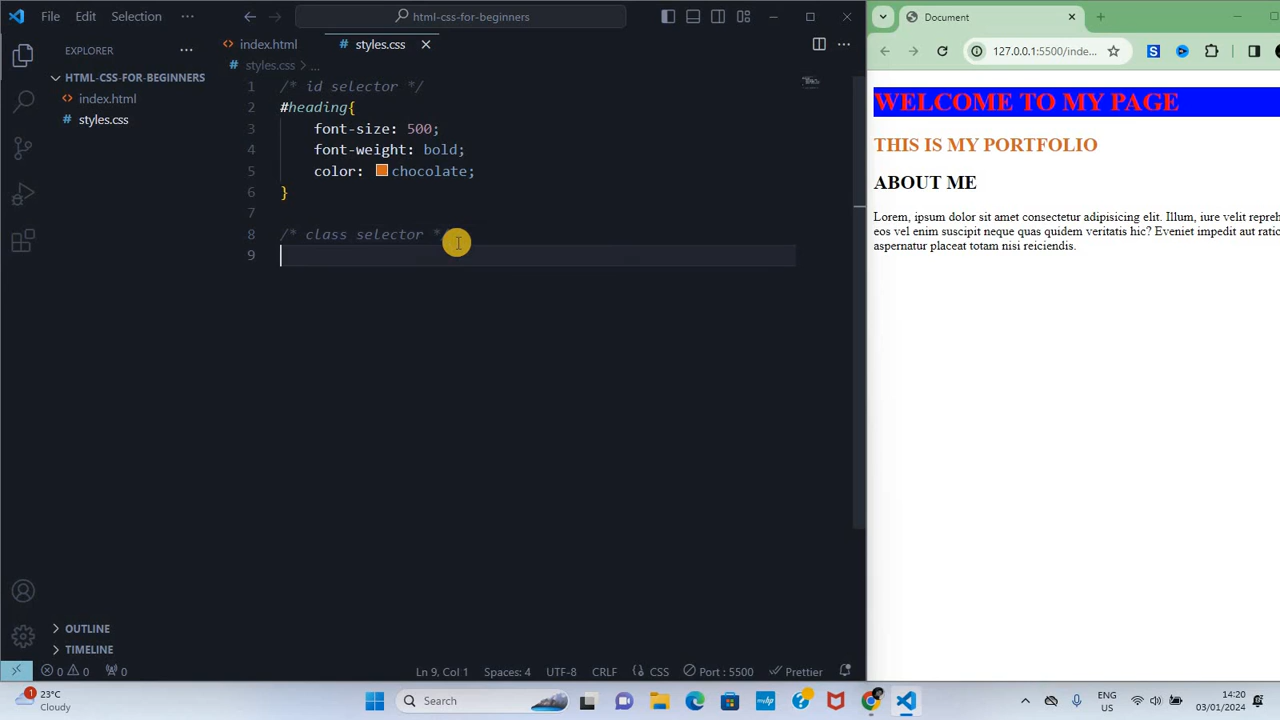 File Edit Selection ··· html-css-for-beginners
EXPLORER ···
HTML-CSS-FOR-BEGINNERS
index.html
styles.css
OUTLINE
TIMELINE
index.html # styles.css
# styles.css > ...
1 /* id selector */
2 #heading{
3 font-size: 500;
4 font-weight: bold;
5 color: chocolate;
6 }
7
8 /* class selector *
9
0 0 0 Ln 9, Col 1 Spaces: 4 UTF-8 CRLF {} CSS Port : 5500 Prettier
Document
127.0.0.1:5500/inde...
WELCOME TO MY PAGE
THIS IS MY PORTFOLIO
ABOUT ME
Lorem, ipsum dolor sit amet consectetur adipisicing elit. Illum, iure velit repreh
eos vel enim suscipit neque quas quidem veritatis hic? Eveniet impedit aut ratio
aspernatur placeat totam nisi reiciendis.
1 23°C
Cloudy
Search
ENG
US
14:20
03/01/2024